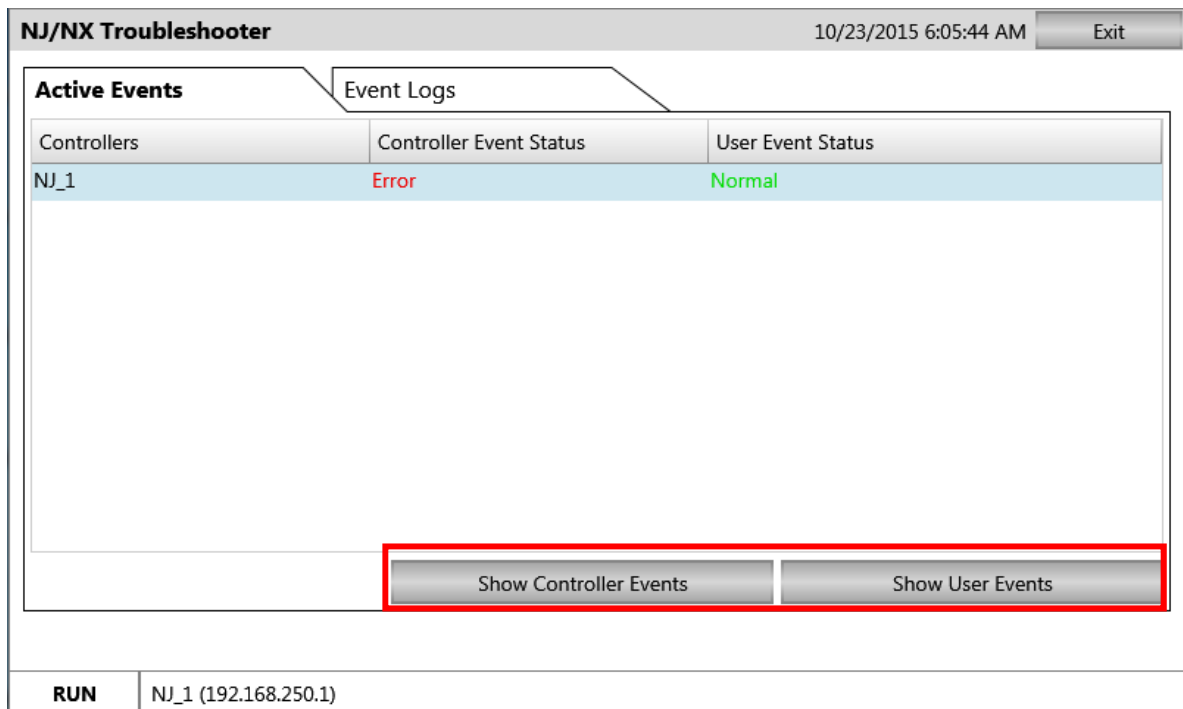 NJ/NX Troubleshooter 10/23/2015 6:05:44 AM Exit
Active Events Event Logs
Controllers Controller Event Status User Event Status
NJ_1 Error Normal
Show Controller Events Show User Events
RUN NJ_1 (192.168.250.1)